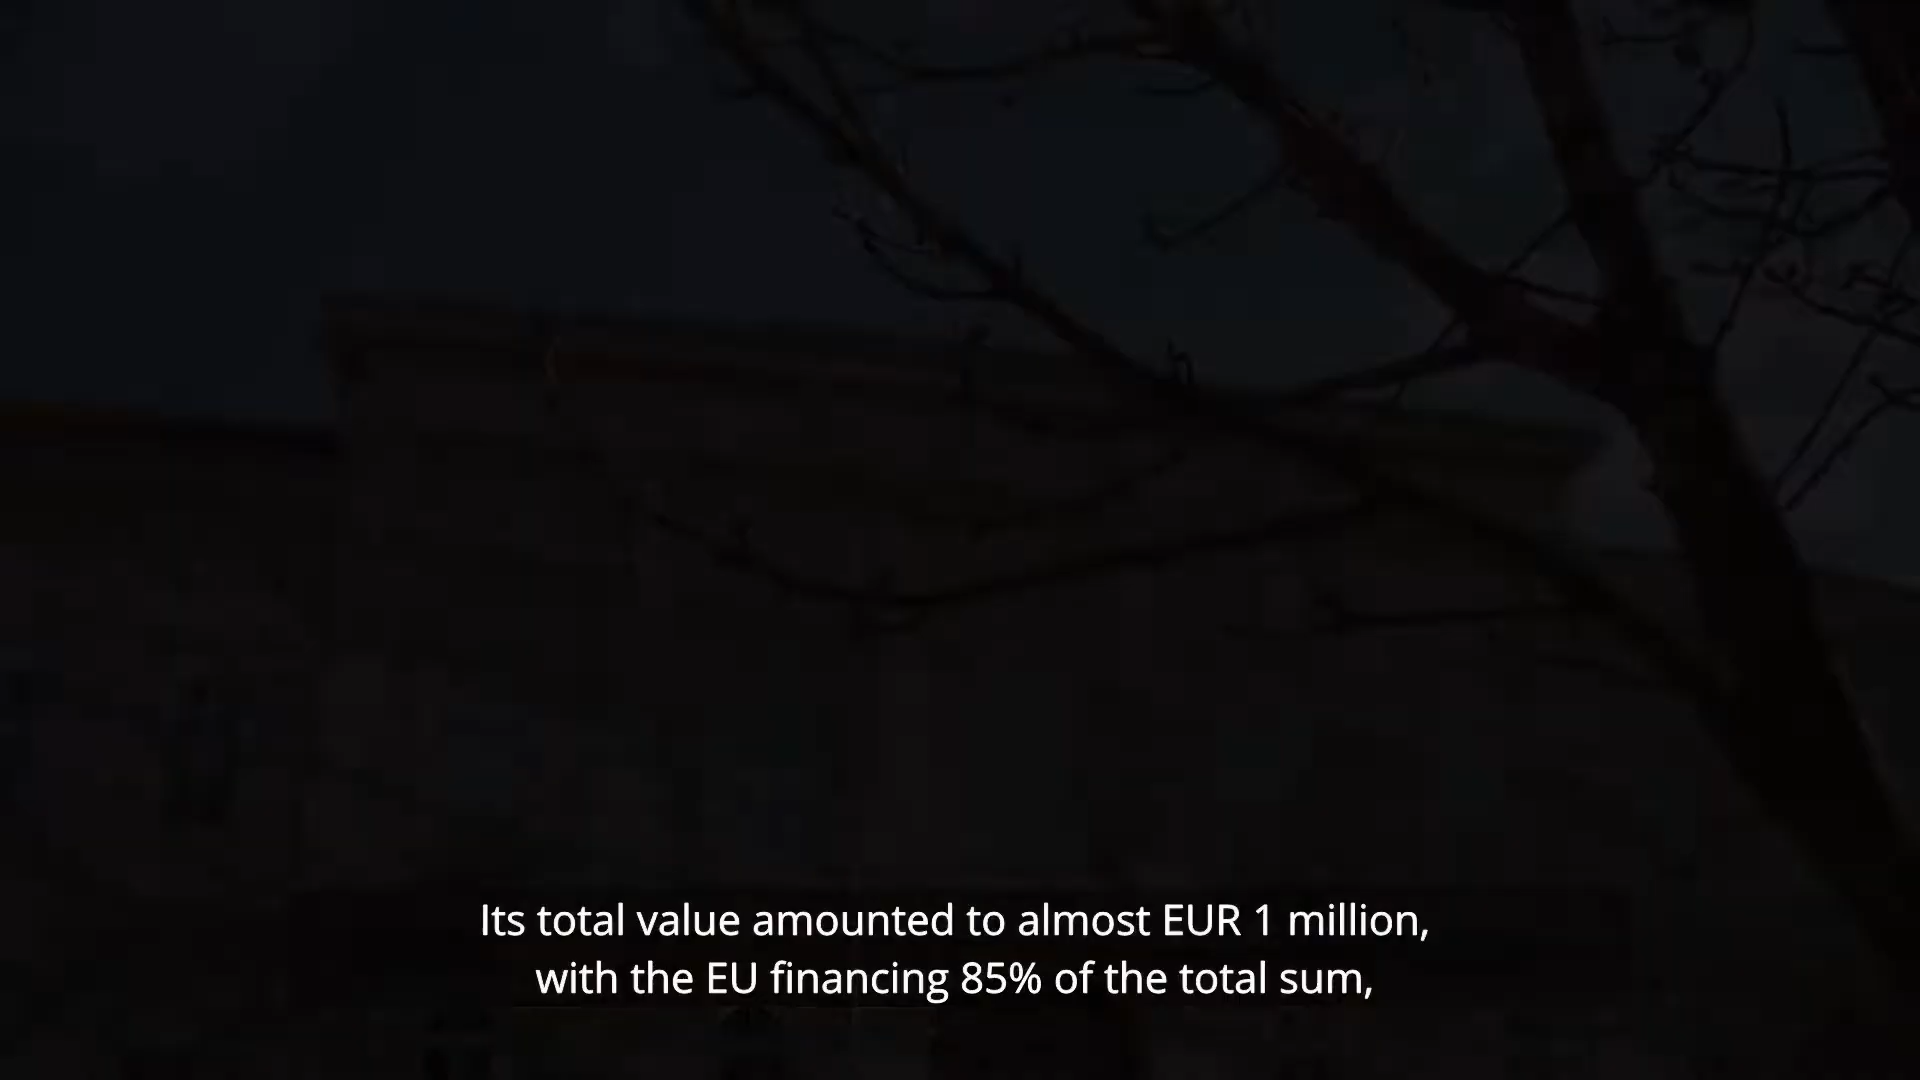 Its total value amounted to almost EUR 1 million,
with the EU financing 85% of the total sum,